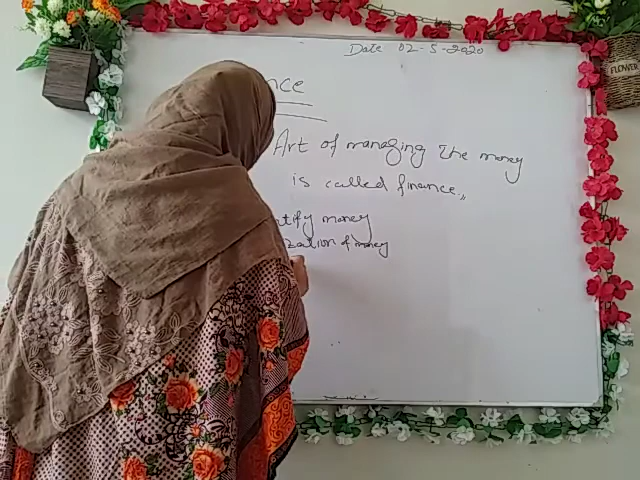 Date 02-5-2020
nce
Art of managing the money
is called finance.,,
tify money
zation of money
FLOWER